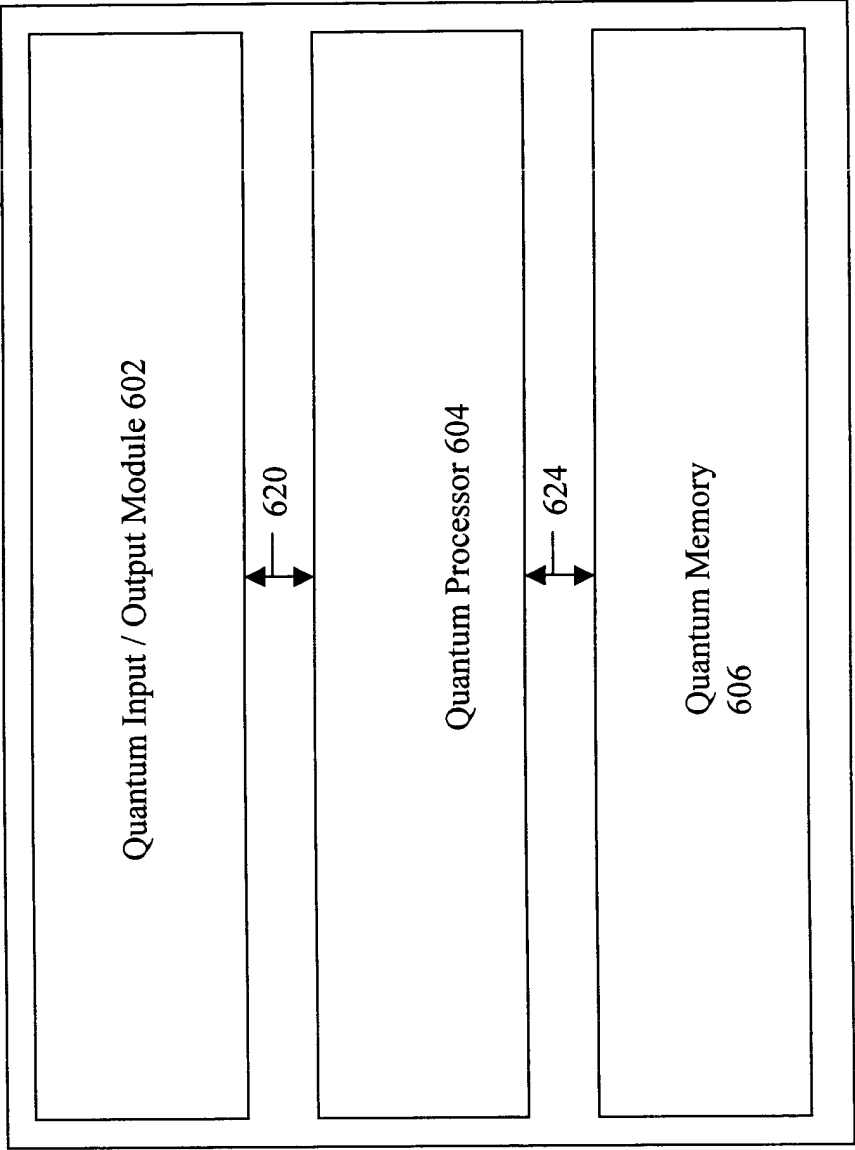 Quantum Input / Output Module 602
620
Quantum Processor 604
624
Quantum Memory
606